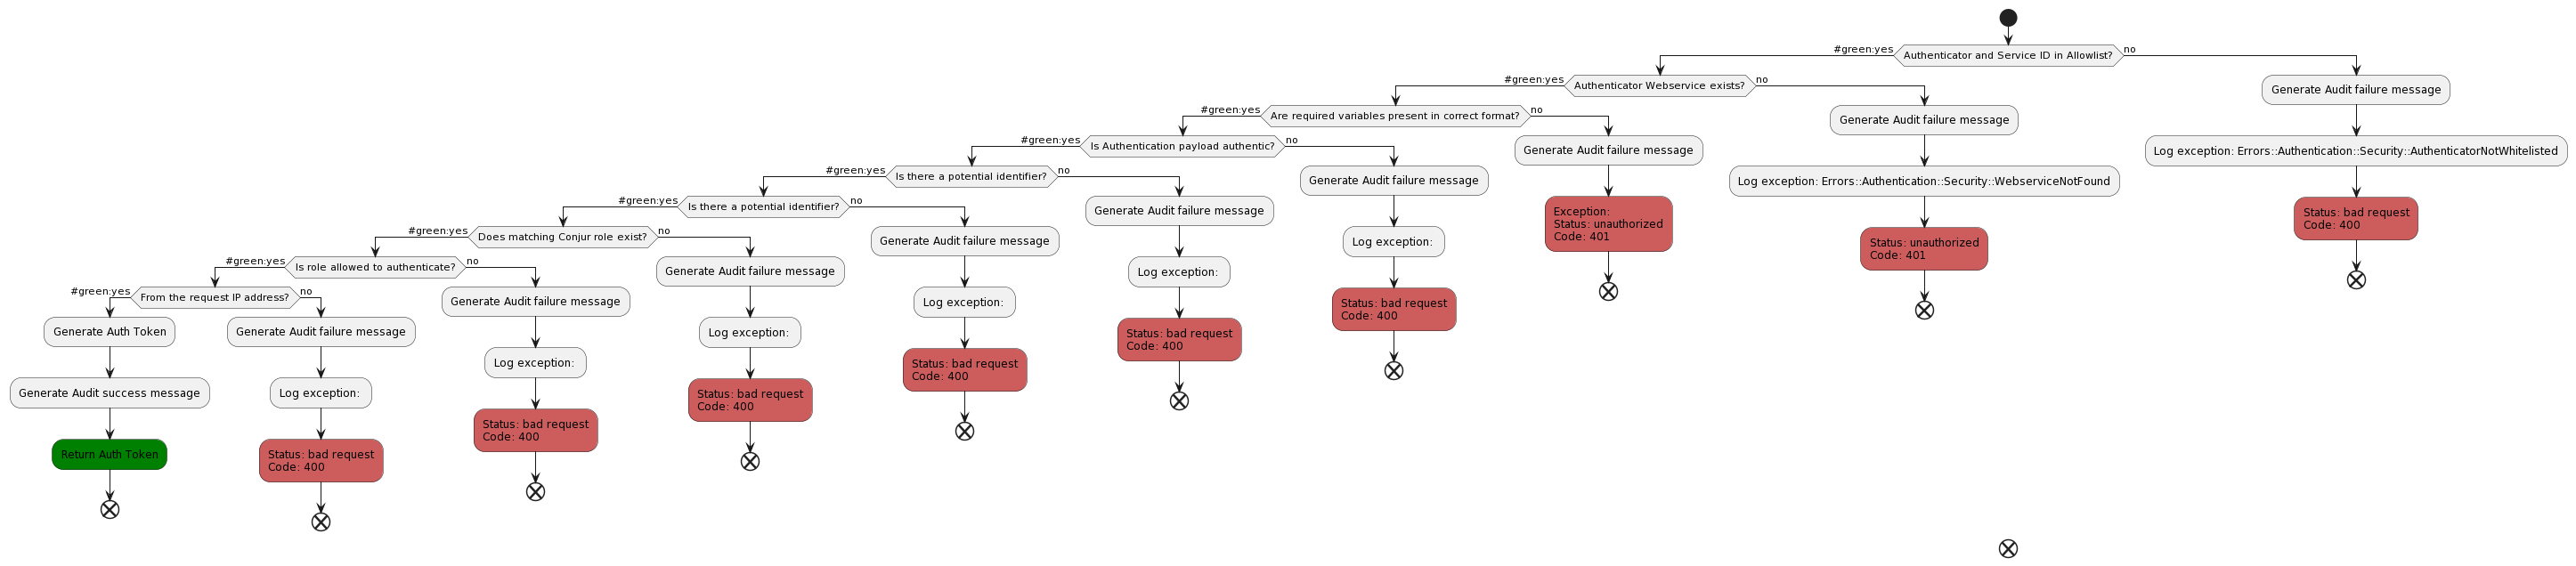 #green:yes
Authenticator and Service ID in Allowlist?
no
#green:yes
Authenticator Webservice exists?
no
Generate Audit failure message
#green:yes
Are required variables present in correct format?
no
Generate Audit failure message
#green:yes
Is Authentication payload authentic?
no
Generate Audit failure message
Log exception: Errors::Authentication::Security::AuthenticatorNotWhitelisted
#green:yes
Is there a potential identifier?
no
Generate Audit failure message
Log exception: Errors::Authentication::Security::WebserviceNotFound
#green:yes
Is there a potential identifier?
no
Generate Audit failure message
Exception:
Status: unauthorized
Code: 401
Status: bad request
Code: 400
#green:yes
Does matching Conjur role exist?
no
Generate Audit failure message
Log exception:
Status: unauthorized
Code: 401
#green:yes
Is role allowed to authenticate?
no
Generate Audit failure message
Log exception:
#green:yes
From the request IP address?
no
Generate Audit failure message
Log exception:
Status: bad request
Code: 400
Generate Auth Token
Generate Audit failure message
Log exception:
Status: bad request
Code: 400
Log exception:
Status: bad request
Code: 400
Generate Audit success message
Log exception:
Status: bad request
Code: 400
Status: bad request
Code: 400
Return Auth Token
Status: bad request
Code: 400